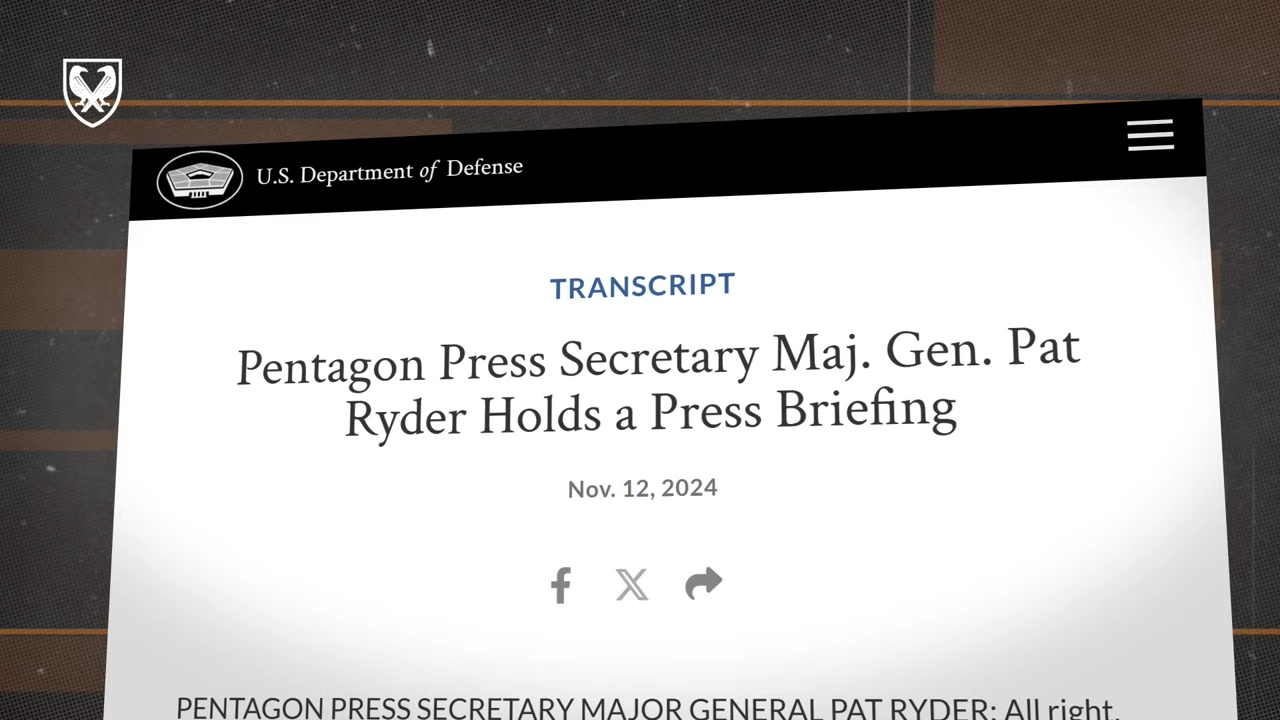 U.S. Department of Defense
TRANSCRIPT
Pentagon Press Secretary Maj. Gen. Pat
Ryder Holds a Press Briefing
Nov. 12, 2024
PENTAGON PRESS SECRETARY MAJOR GENERAL PAT RYDER: All right,